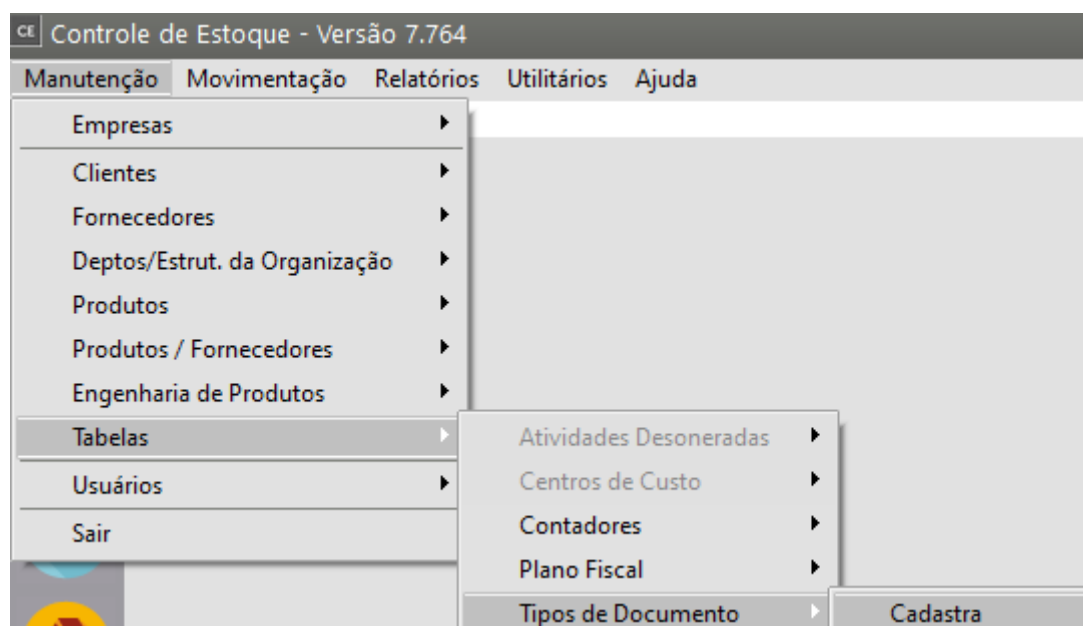 CE Controle de Estoque - Versão 7.764
Manutenção Movimentação Relatórios Utilitários Ajuda
Empresas
Clientes
Fornecedores
Deptos/Estrut. da Organização
Produtos
Produtos / Fornecedores
Engenharia de Produtos
Tabelas
Usuários
Sair
Atividades Desoneradas
Centros de Custo
Contadores
Plano Fiscal
Tipos de Documento
Cadastra